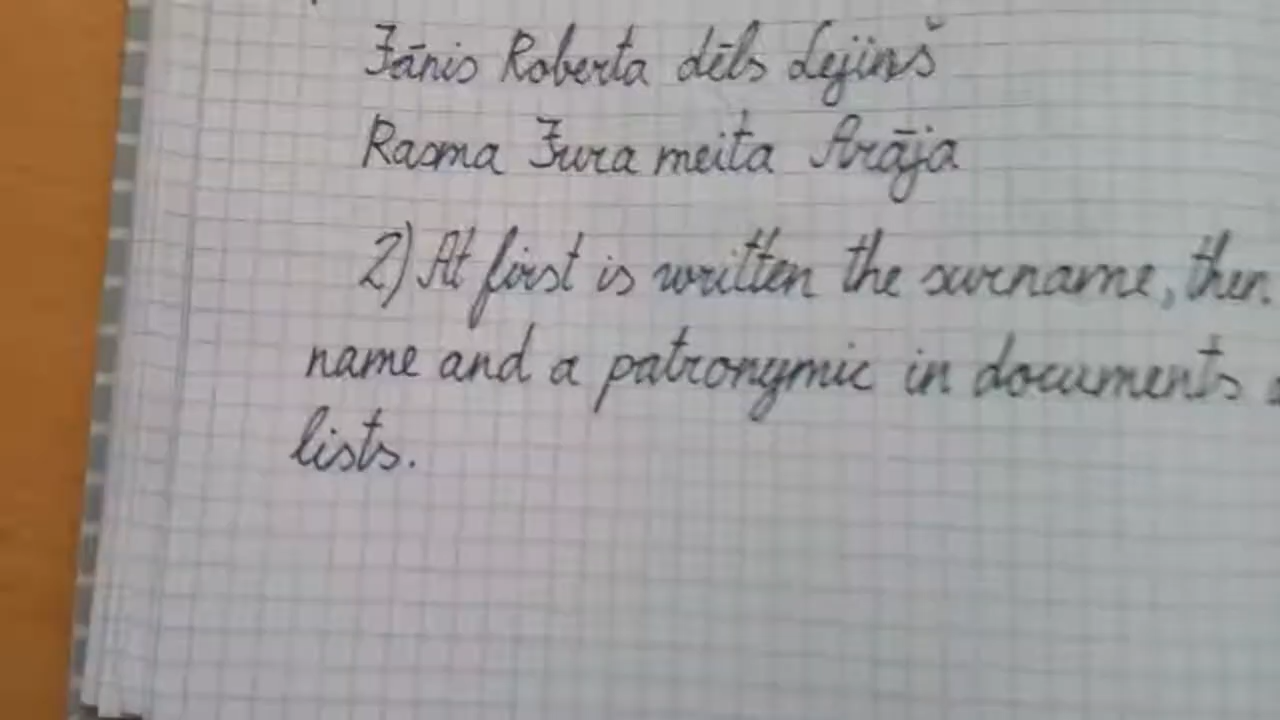 Jānis Roberta dēls Lejiņš
Rasma Jura meita Arāja
2) At first is written the surname, then
name and a patronymic in documents
lists.